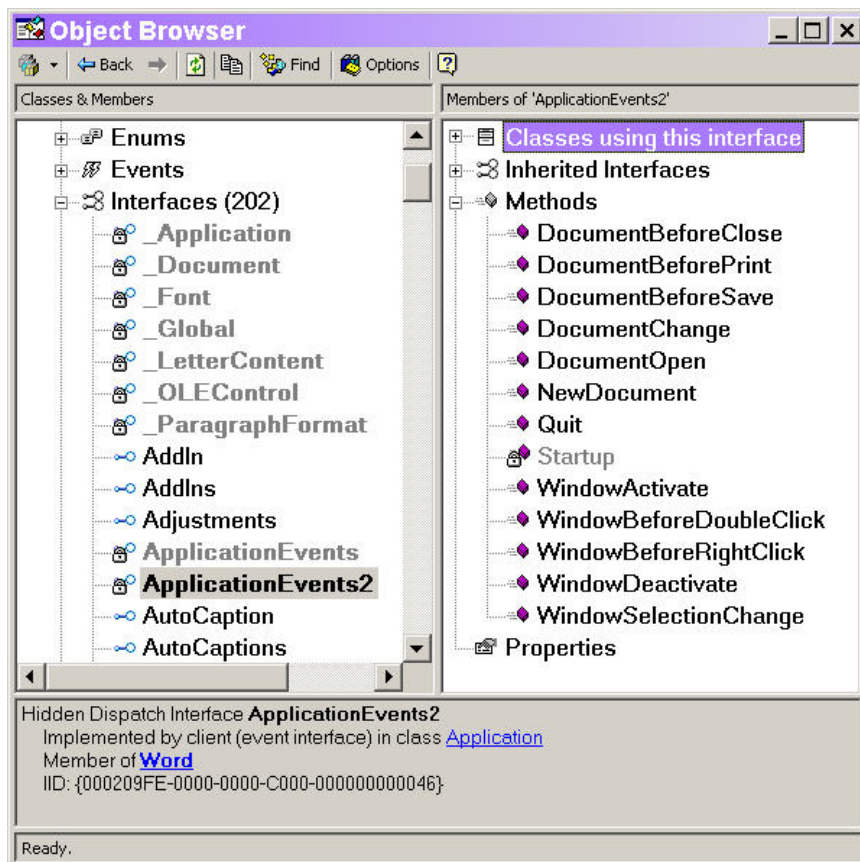 Object Browser
Back Find Options
Classes & Members
Enums
Events
Interfaces (202)
_Application
_Document
_Font
_Global
_LetterContent
_OLEControl
_ParagraphFormat
AddIn
AddIns
Adjustments
ApplicationEvents
ApplicationEvents2
AutoCaption
AutoCaptions
Members of 'ApplicationEvents2'
Classes using this interface
Inherited Interfaces
Methods
DocumentBeforeClose
DocumentBeforePrint
DocumentBeforeSave
DocumentChange
DocumentOpen
NewDocument
Quit
Startup
WindowActivate
WindowBeforeDoubleClick
WindowBeforeRightClick
WindowDeactivate
WindowSelectionChange
Properties
Hidden Dispatch Interface ApplicationEvents2
Implemented by client (event interface) in class Application
Member of Word
IID: {000209FE-0000-0000-C000-000000000046}
Ready.